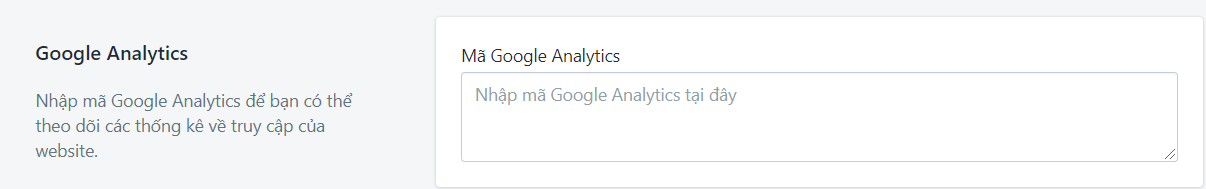 Google Analytics
Nhập mã Google Analytics để bạn có thể
theo dõi các thống kê về truy cập của
website.
Mã Google Analytics
Nhập mã Google Analytics tại đây